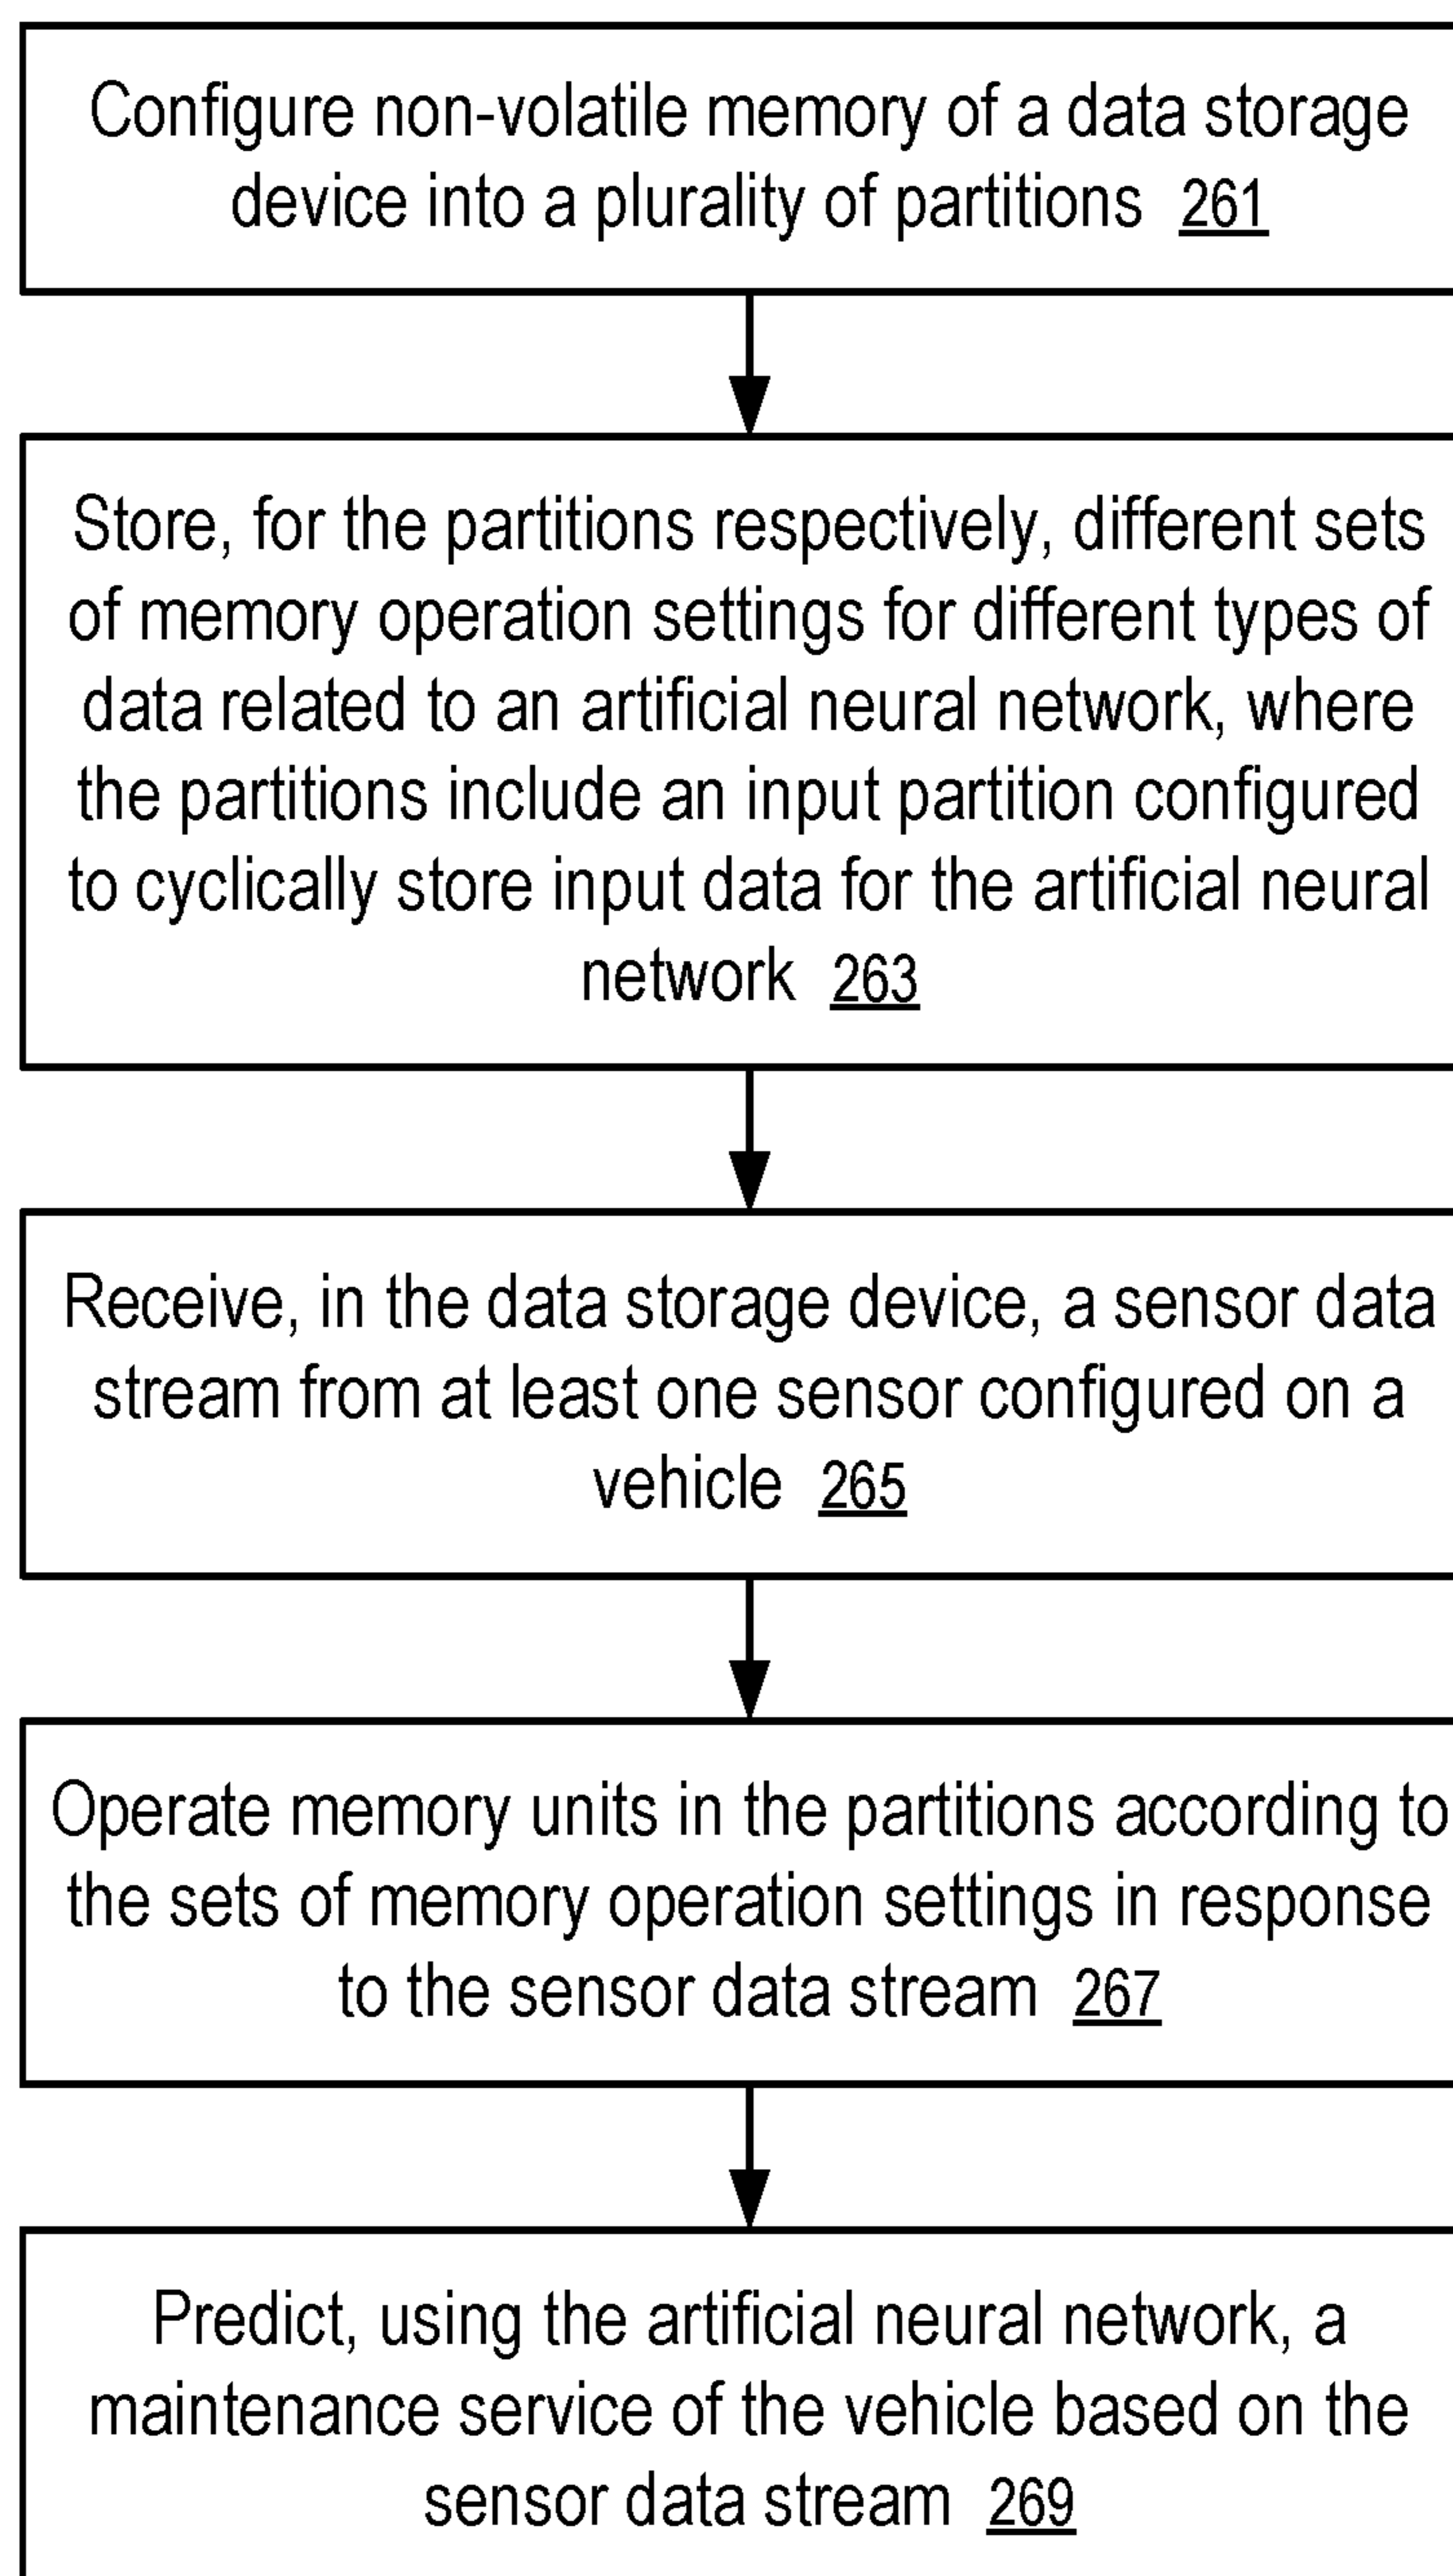 Configure non-volatile memory of a data storage
device into a plurality of partitions 261
Store, for the partitions respectively, different sets
of memory operation settings for different types of
data related to an artificial neural network, where
the partitions include an input partition configured
to cyclically store input data for the artificial neural
network 263
Receive, in the data storage device, a sensor data
stream from at least one sensor configured on a
vehicle 265
Operate memory units in the partitions according to
the sets of memory operation settings in response
to the sensor data stream 267
Predict, using the artificial neural network, a
maintenance service of the vehicle based on the
sensor data stream 269